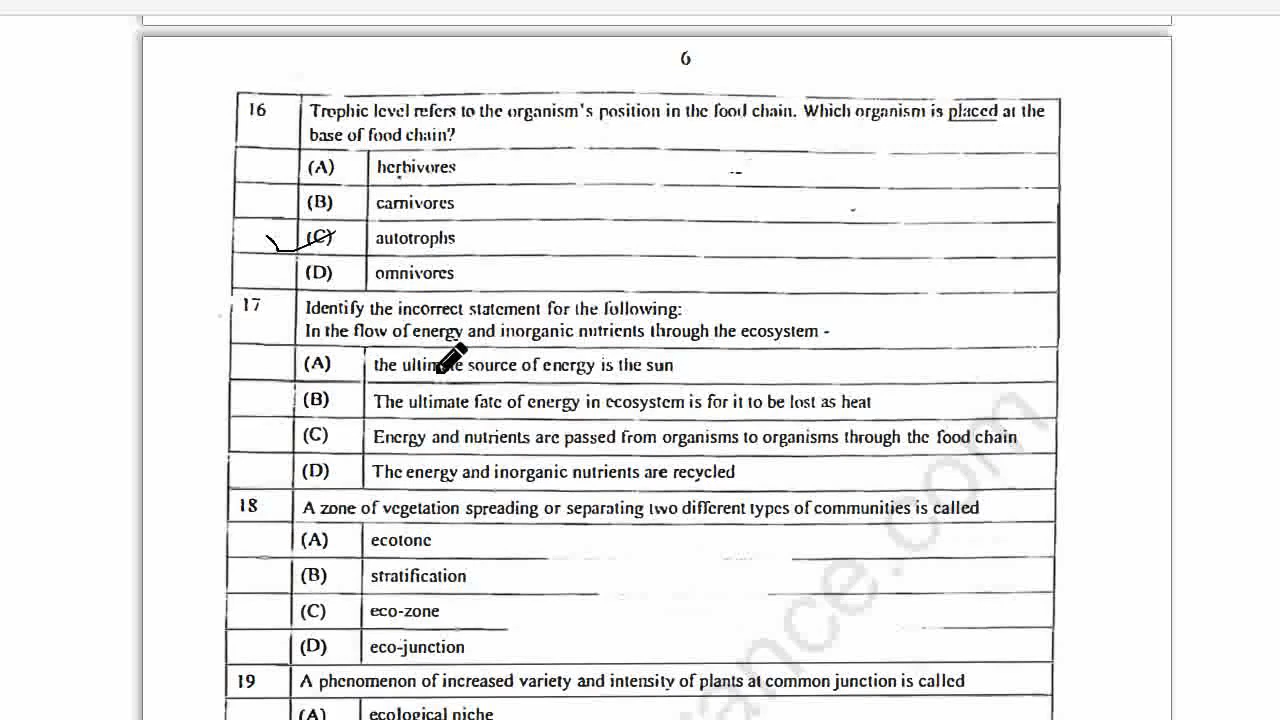 6
16 Trophic level refers to the organism's position in the food chain. Which organism is placed at the
base of food chain?
(A) herbivores
(B) carnivores
(C) autotrophs
(D) omnivores
17 Identify the incorrect statement for the following:
In the flow of energy and inorganic nutrients through the ecosystem -
(A) the ultimate source of energy is the sun
(B) The ultimate fate of energy in ecosystem is for it to be lost as heat
(C) Energy and nutrients are passed from organisms to organisms through the food chain
(D) The energy and inorganic nutrients are recycled
18 A zone of vegetation spreading or separating two different types of communities is called
(A) ecotone
(B) stratification
(C) eco-zone
(D) eco-junction
19 A phenomenon of increased variety and intensity of plants at common junction is called
(A) ecological niche
ance.com